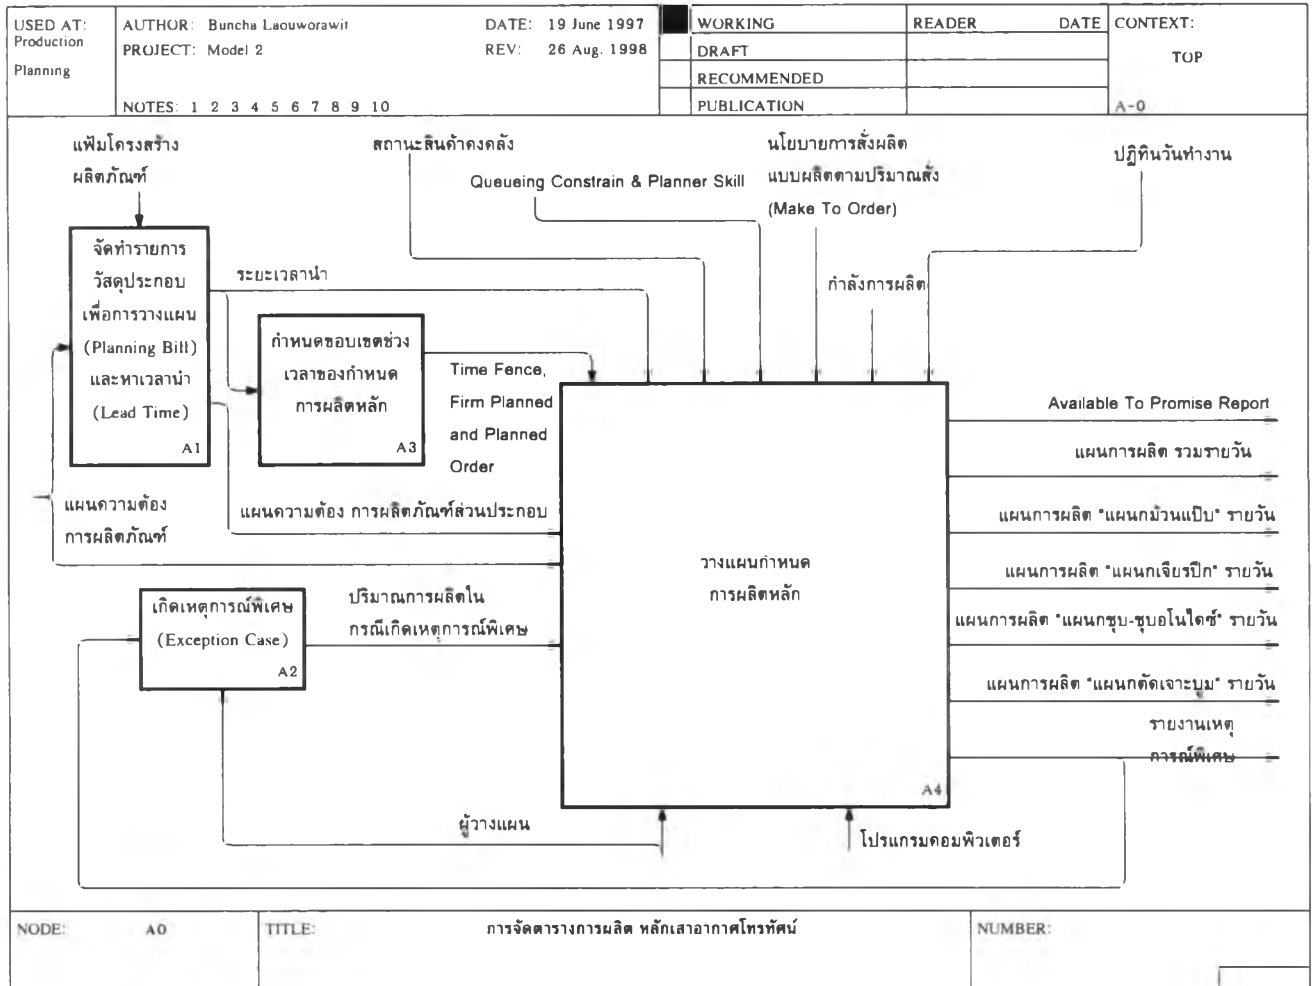 USED AT:
Production
Planning
AUTHOR: Buncha Laouworawit
DATE: 19 June 1997
PROJECT: Model 2
REV: 26 Aug. 1998
NOTES: 1 2 3 4 5 6 7 8 9 10
WORKING
DRAFT
RECOMMENDED
PUBLICATION
READER DATE
CONTEXT:
TOP
A-0
แฟ้มโครงสร้าง
ผลิตภัณฑ์
สถานะสินค้าคงคลัง
Queueing Constrain & Planner Skill
นโยบายการสั่งผลิต
แบบผลิตตามปริมาณสั่ง
(Make To Order)
ปฏิทินวันทำงาน
กำลังการผลิต
จัดทำรายการ
วัสดุประกอบ
เพื่อการวางแผน
(Planning Bill)
และหาเวลานำ
(Lead Time)
A1
ระยะเวลานำ
กำหนดขอบเขตช่วง
เวลาของกำหนด
การผลิตหลัก
A3
Time Fence,
Firm Planned
and Planned
Order
แผนความต้อง
การผลิตภัณฑ์
แผนความต้อง การผลิตภัณฑ์ส่วนประกอบ
เกิดเหตุการณ์พิเศษ
(Exception Case)
A2
ปริมาณการผลิตใน
กรณีเกิดเหตุการณ์พิเศษ
วางแผนกำหนด
การผลิตหลัก
A4
Available To Promise Report
แผนการผลิต รวมรายวัน
แผนการผลิต "แผนกม้วนแป๊บ" รายวัน
แผนการผลิต "แผนกเจียรปีก" รายวัน
แผนการผลิต "แผนกชุบ-ชุบอโนไดซ์" รายวัน
แผนการผลิต "แผนกตัดเจาะบูม" รายวัน
รายงานเหตุ
การณ์พิเศษ
ผู้วางแผน
โปรแกรมคอมพิวเตอร์
NODE: A0
TITLE: การจัดตารางการผลิต หลักเสาอากาศโทรทัศน์
NUMBER: